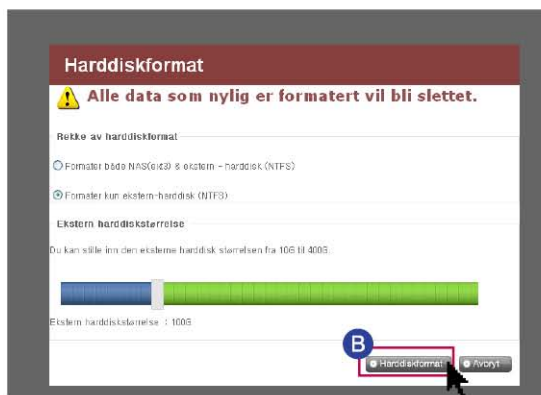 Harddiskformat
Alle data som nylig er formatert vil bli slettet.
Rekke av harddiskformat
Formater både NAS(ext3) & ekstern - harddisk (NTFS)
Formater kun ekstern-harddisk (NTFS)
Ekstern harddiskstørrelse
Du kan stille inn den eksterne harddisk størrelsen fra 10G til 400G.
Ekstern harddiskstørrelse : 100G
B
Harddiskformat Avbryt